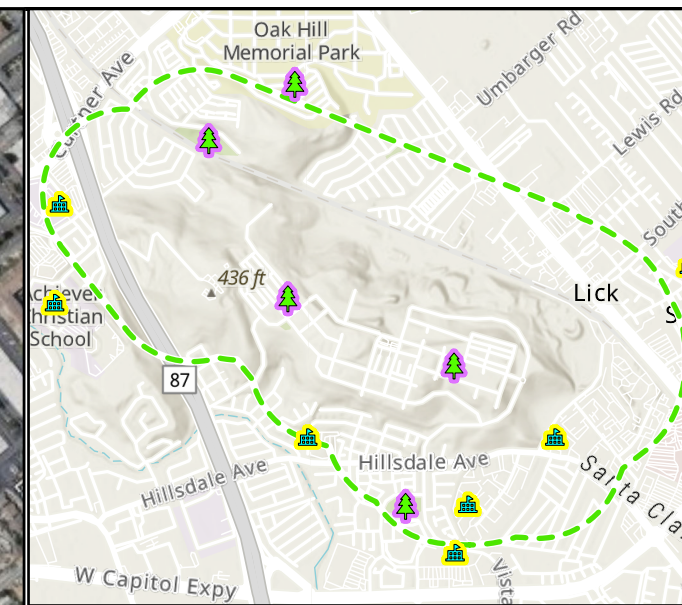 Oak Hill
Memorial Park
Curtner Ave
Umbarger Rd
Lewis Rd
South
436 ft
Lick
S
Achiever
Christian
School
87
Hillsdale Ave
Hillsdale Ave
Santa Cla
W Capitol Expy
Vista